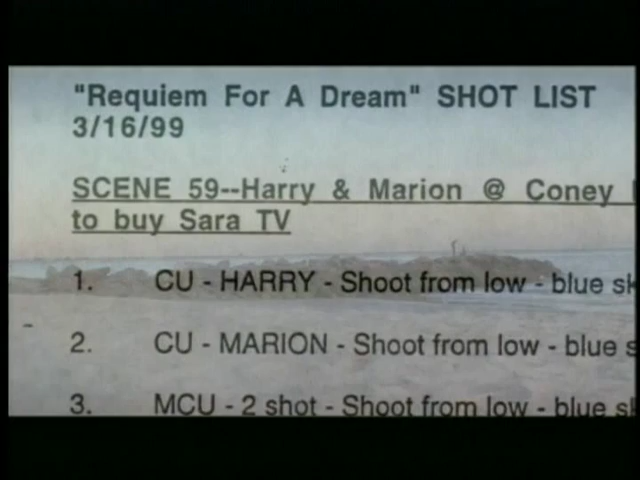 "Requiem For A Dream" SHOT LIST
3/16/99
SCENE 59--Harry & Marion @ Coney
to buy Sara TV
1. CU - HARRY - Shoot from low - blue
2. CU - MARION - Shoot from low - blue
3. MCU - 2 shot - Shoot from low - blue